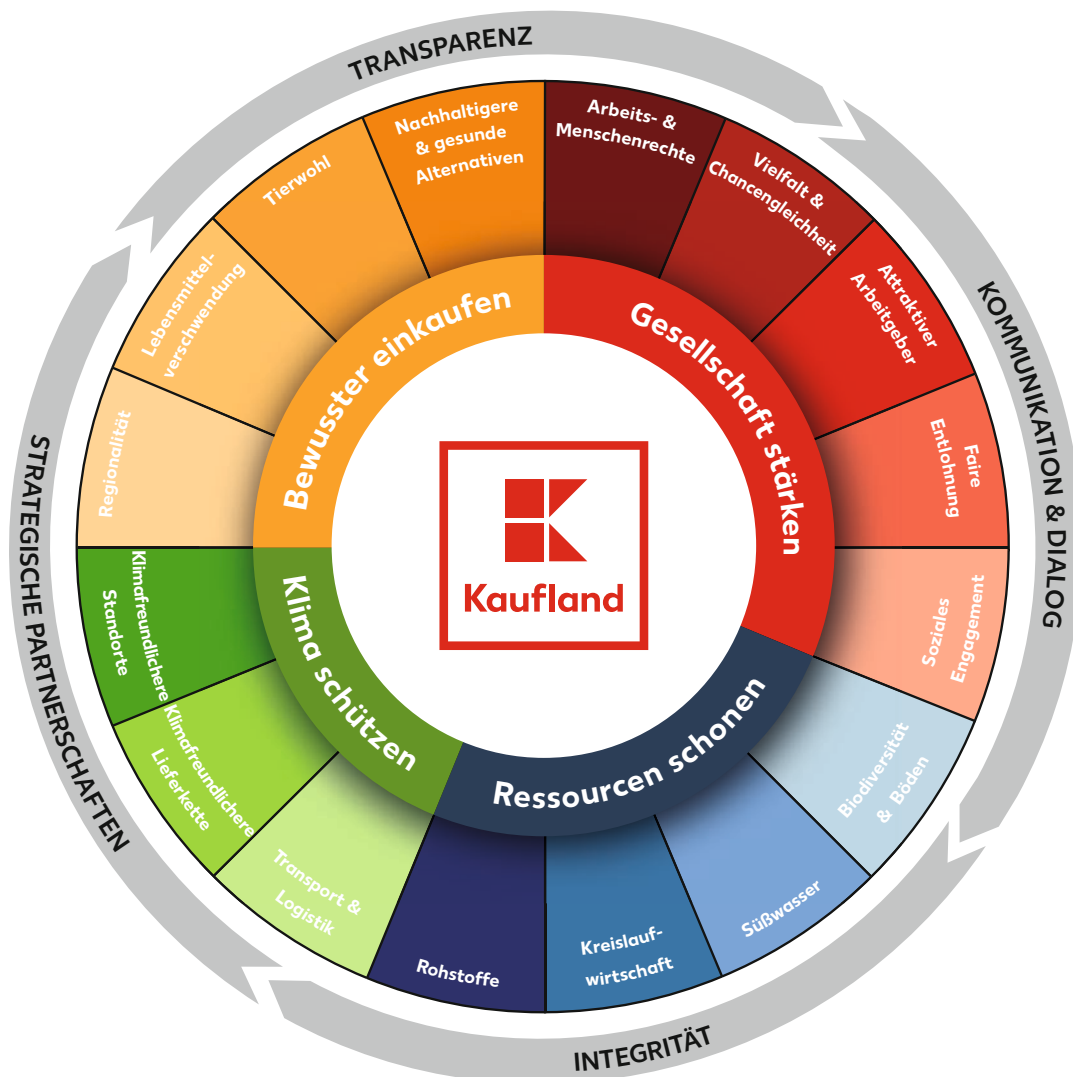 TRANSPARENZ
KOMMUNIKATION & DIALOG
INTEGRITÄT
STRATEGISCHE PARTNERSCHAFTEN
Nachhaltigere
& gesunde
Alternativen
Arbeits- &
Menschenrechte
Vielfalt &
Chancengleichheit
Attraktiver
Arbeitgeber
Faire
Entlohnung
Soziales
Engagement
Biodiversität
& Böden
Süßwasser
Kreislauf-
wirtschaft
Rohstoffe
Transport &
Logistik
Klimafreundlichere
Lieferkette
Klimafreundlichere
Standorte
Regionalität
Lebensmittel-
verschwendung
Tierwohl
Bewusster einkaufen
Gesellschaft stärken
Ressourcen schonen
Klima schützen
Kaufland